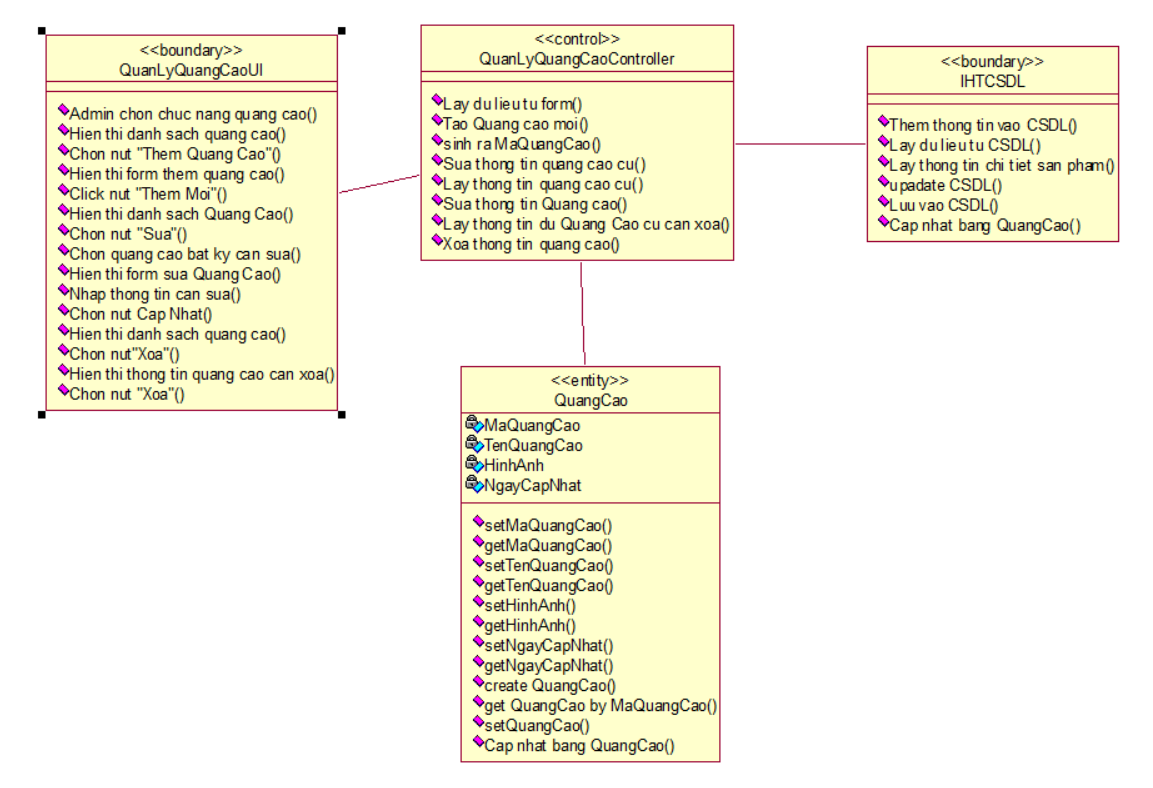 <<boundary>>
QuanLyQuangCaoUI
Admin chon chuc nang quang cao()
Hien thi danh sach quang cao()
Chon nut "Them Quang Cao"()
Hien thi form them quang cao()
Click nut "Them Moi"()
Hien thi danh sach Quang Cao()
Chon nut "Sua"()
Chon quang cao bat ky can sua()
Hien thi form sua Quang Cao()
Nhap thong tin can sua()
Chon nut Cap Nhat()
Hien thi danh sach quang cao()
Chon nut"Xoa"()
Hien thi thong tin quang cao can xoa()
Chon nut "Xoa"()
<<control>>
QuanLyQuangCaoController
Lay du lieu tu form()
Tao Quang cao moi()
sinh ra MaQuangCao()
Sua thong tin quang cao cu()
Lay thong tin quang cao cu()
Sua thong tin Quang cao()
Lay thong tin du Quang Cao cu can xoa()
Xoa thong tin quang cao()
<<boundary>>
IHTCSDL
Them thong tin vao CSDL()
Lay du lieu tu CSDL()
Lay thong tin chi tiet san pham()
upadate CSDL()
Luu vao CSDL()
Cap nhat bang QuangCao()
<<entity>>
QuangCao
MaQuangCao
TenQuangCao
HinhAnh
NgayCapNhat
setMaQuangCao()
getMaQuangCao()
setTenQuangCao()
getTenQuangCao()
setHinhAnh()
getHinhAnh()
setNgayCapNhat()
getNgayCapNhat()
create QuangCao()
get QuangCao by MaQuangCao()
setQuangCao()
Cap nhat bang QuangCao()